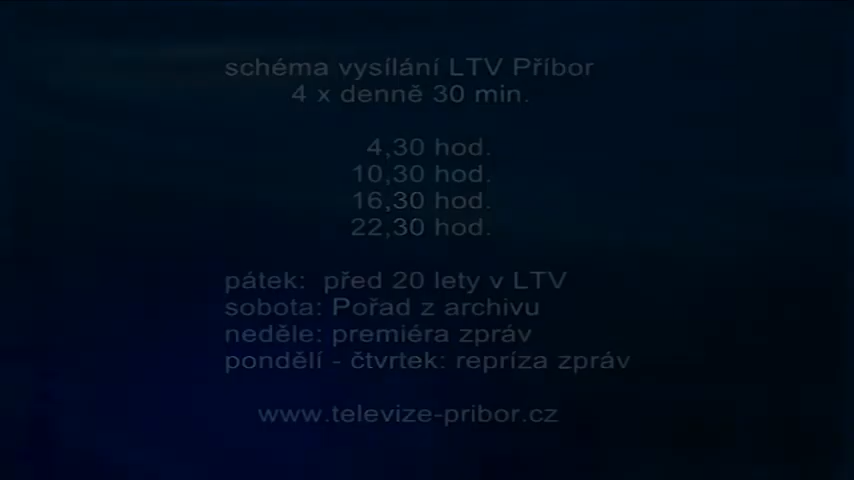 schéma vysílání LTV Příbor
4 x denně 30 min.
4,30 hod.
10,30 hod.
16,30 hod.
22,30 hod.
pátek: před 20 lety v LTV
sobota: Pořad z archivu
neděle: premiéra zpráv
pondělí - čtvrtek: repríza zpráv
www.televize-pribor.cz